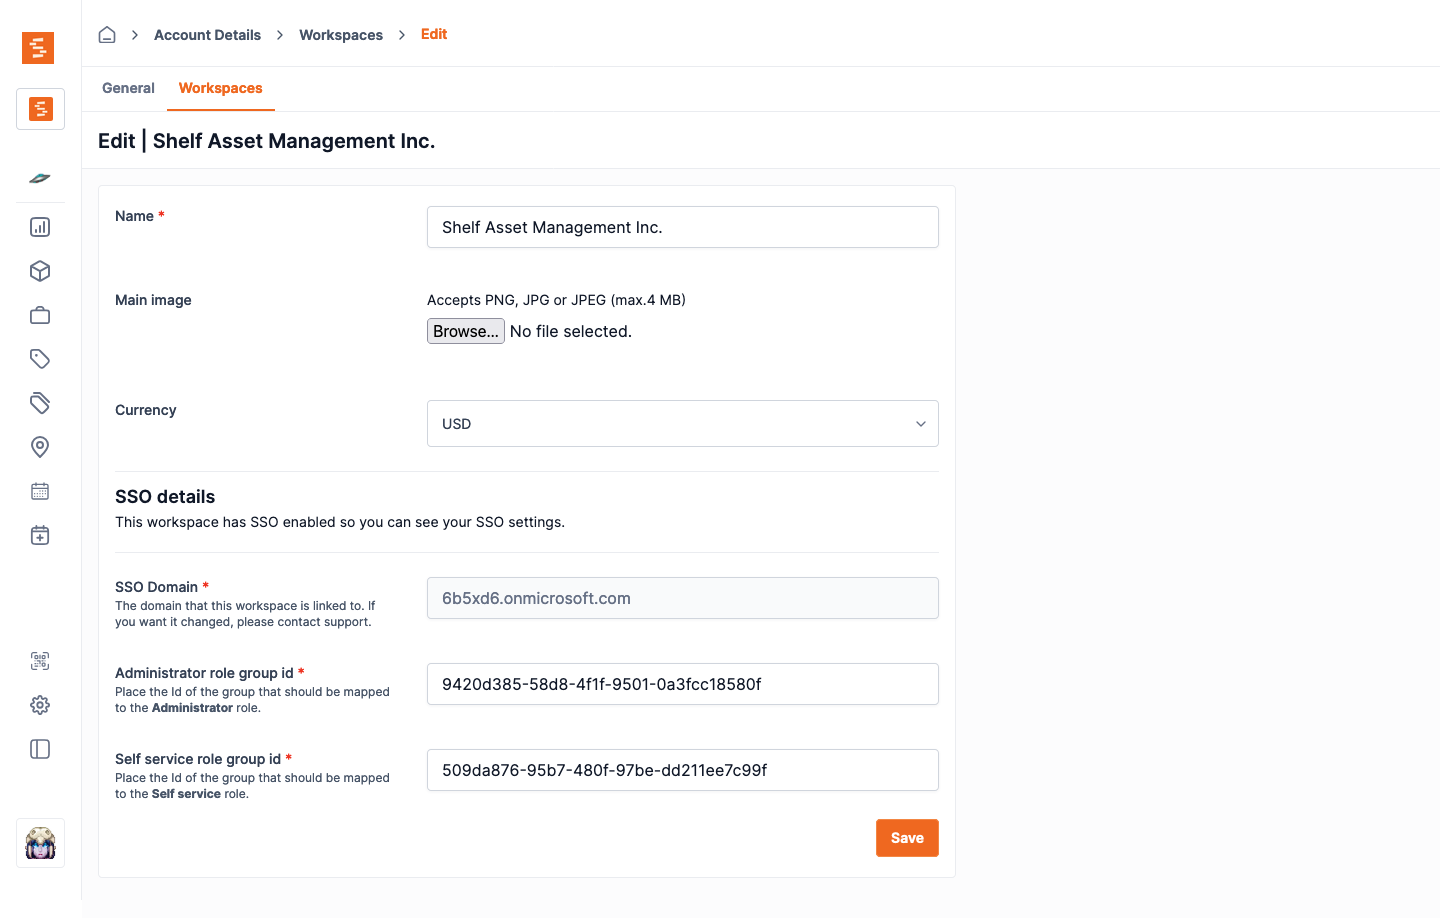 Account Details
Workspaces
Edit
General
Workspaces
Edit | Shelf Asset Management Inc.
Name *
Shelf Asset Management Inc.
Main image
Accepts PNG, JPG or JPEG (max.4 MB)
Browse... No file selected.
Currency
USD
SSO details
This workspace has SSO enabled so you can see your SSO settings.
SSO Domain *
The domain that this workspace is linked to. If
you want it changed, please contact support.
6b5xd6.onmicrosoft.com
Administrator role group id *
Place the Id of the group that should be mapped
to the Administrator role.
9420d385-58d8-4f1f-9501-0a3fcc18580f
Self service role group id *
Place the Id of the group that should be mapped
to the Self service role.
509da876-95b7-480f-97be-dd211ee7c99f
Save